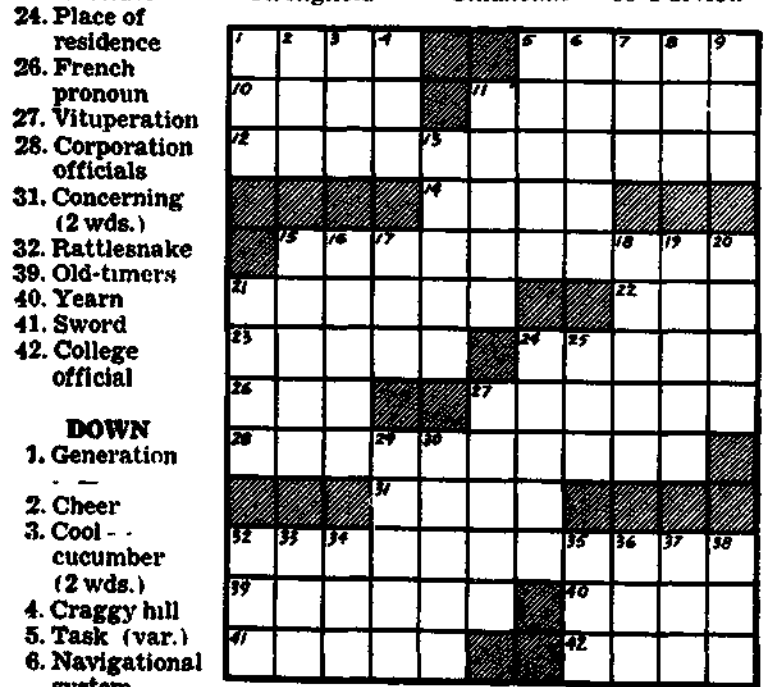 24. Place of
residence
26. French
pronoun
27. Vituperation
28. Corporation
officials
31. Concerning
(2 wds.)
32. Rattlesnake
39. Old-timers
40. Yearn
41. Sword
42. College
official
DOWN
1. Generation
2. Cheer
3. Cool - -
cucumber
(2 wds.)
4. Craggy hill
5. Task (var.)
6. Navigational
1 2 3 4 5 6 7 8 9
10 11
12 13
14
15 16 17 18 19 20
21 22
23 24 25
26 27
28 29 30
31
32 33 34 35 36 37 38
39 40
41 42